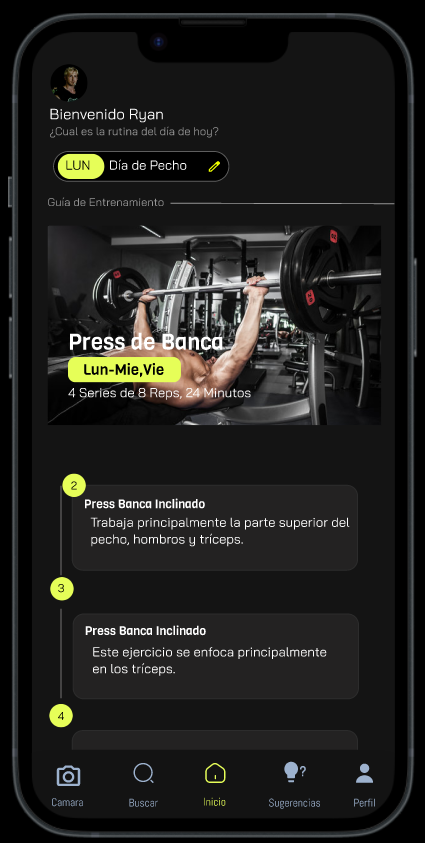 Bienvenido Ryan
¿Cual es la rutina del día de hoy?
LUN Día de Pecho
Guía de Entrenamiento
Press de Banca
Lun-Mie,Vie
4 Series de 8 Reps, 24 Minutos
2
Press Banca Inclinado
Trabaja principalmente la parte superior del
pecho, hombros y tríceps.
3
Press Banca Inclinado
Este ejercicio se enfoca principalmente
en los tríceps.
4
?
Camara Buscar Inicio Sugerencias Perfil